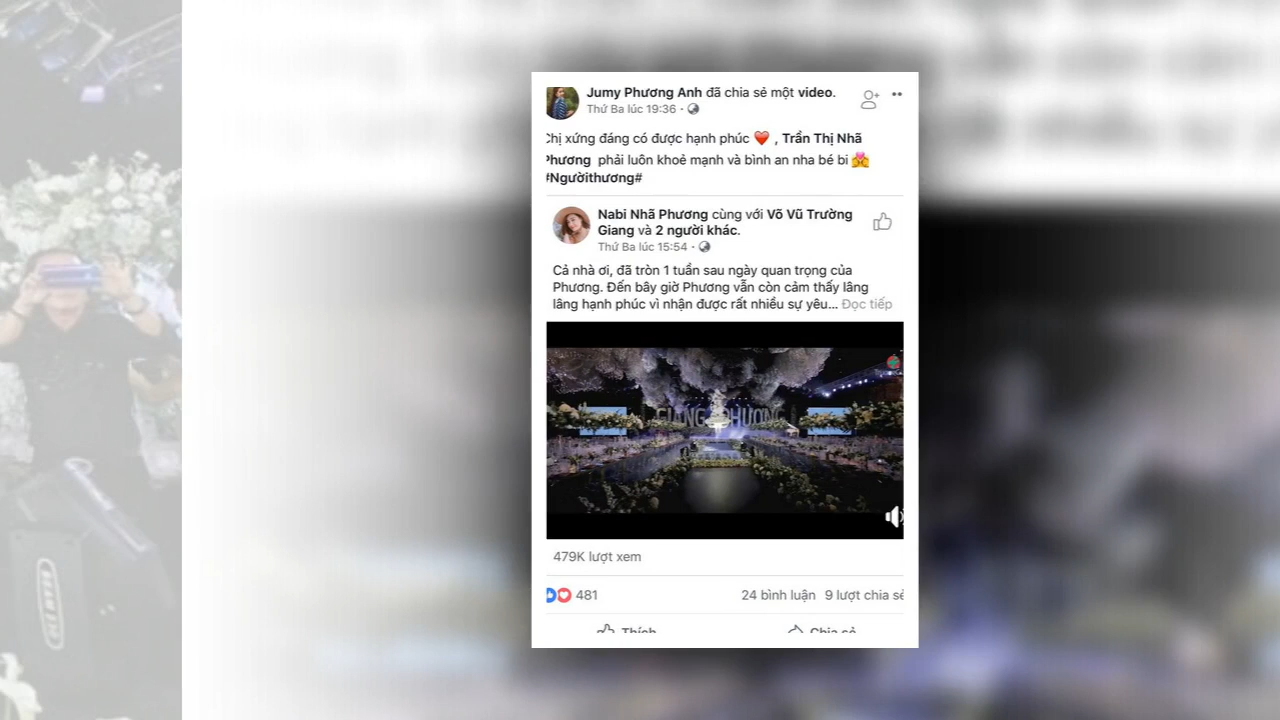 Jumy Phương Anh đã chia sẻ một video.
Thứ Ba lúc 19:36 ·
Chị xứng đáng có được hạnh phúc ❤️ , Trần Thị Nhã
Phương phải luôn khoẻ mạnh và bình an nha bé bi
#Ngườithương#
Nabi Nhã Phương cùng với Võ Vũ Trường
Giang và 2 người khác.
Thứ Ba lúc 15:54 ·
Cả nhà ơi, đã tròn 1 tuần sau ngày quan trọng của
Phương. Đến bây giờ Phương vẫn còn cảm thấy lâng
lâng hạnh phúc vì nhận được rất nhiều sự yêu... Đọc tiếp
GIANG PHUONG
479K lượt xem
481
24 bình luận 9 lượt chia sẻ
Thích Chia sẻ